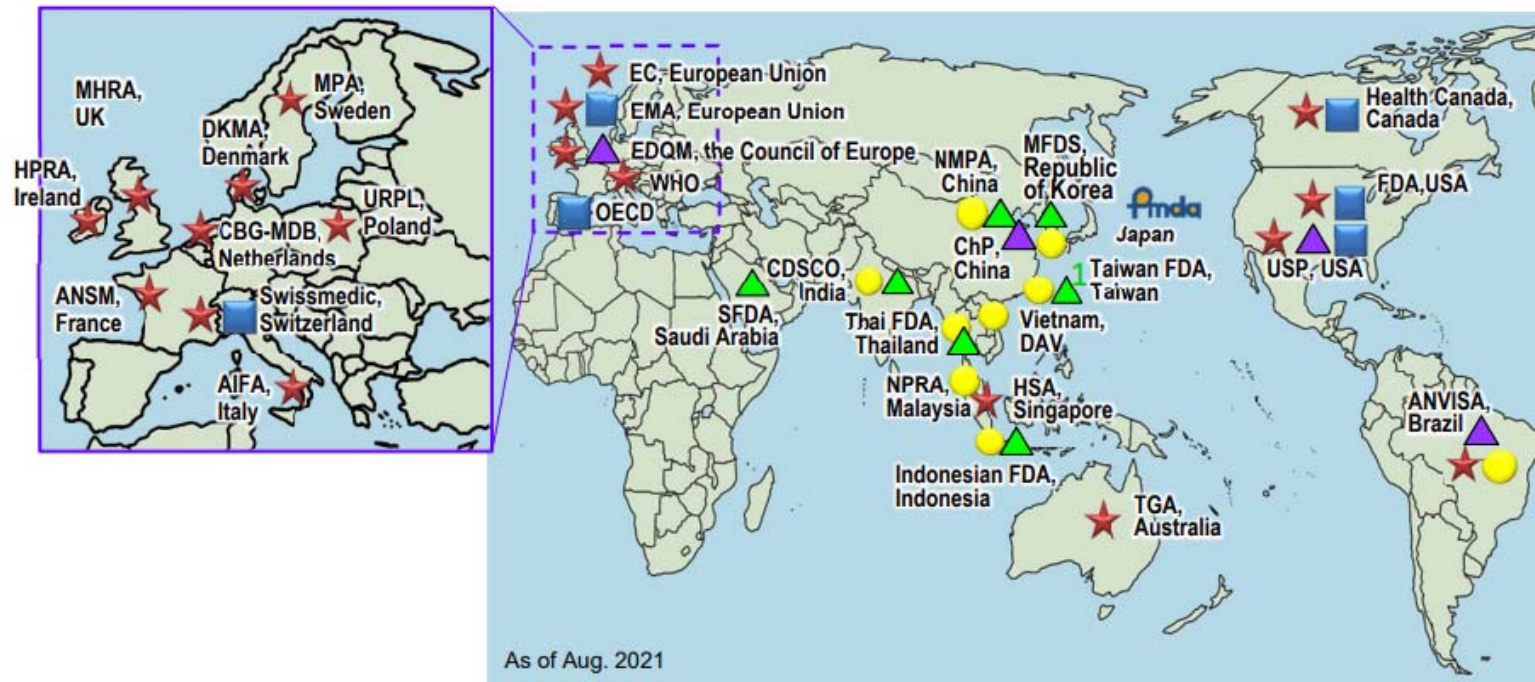 MHRA,
UK
MPA,
Sweden
DKMA,
Denmark
HPRA,
Ireland
URPL,
Poland
CBG-MDB,
Netherlands
ANSM,
France
Swissmedic,
Switzerland
AIFA,
Italy
EC, European Union
EMA, European Union
EDQM, the Council of Europe
WHO
OECD
NMPA,
China
MFDS,
Republic
of Korea
Pmda
Japan
ChP,
China
CDSCO,
India
1
Taiwan FDA,
Taiwan
SFDA,
Saudi Arabia
Thai FDA,
Thailand
Vietnam,
DAV
NPRA,
Malaysia
HSA,
Singapore
Indonesian FDA,
Indonesia
TGA,
Australia
Health Canada,
Canada
FDA,USA
USP, USA
ANVISA,
Brazil
As of Aug. 2021